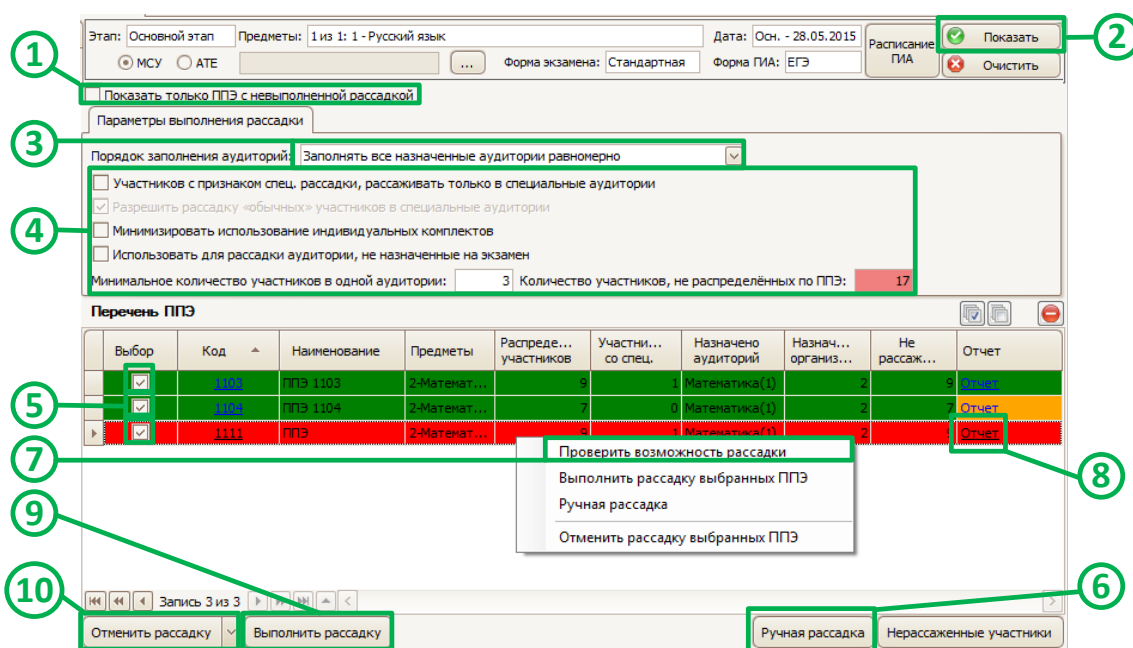 Этап: Основной этап Предметы: 1 из 1: 1 - Русский язык Дата: Осн. - 28.05.2015 Расписание ГИА Показать 2
1 МСУ АТЕ ... Форма экзамена: Стандартная Форма ГИА: ЕГЭ Очистить
Показать только ППЭ с невыполненной рассадкой
Параметры выполнения рассадки
3 Порядок заполнения аудиторий: Заполнять все назначенные аудитории равномерно
Участников с признаком спец. рассадки, рассаживать только в специальные аудитории
Разрешить рассадку «обычных» участников в специальные аудитории
4 Минимизировать использование индивидуальных комплектов
Использовать для рассадки аудитории, не назначенные на экзамен
Минимальное количество участников в одной аудитории: 3 Количество участников, не распределённых по ППЭ: 17
Перечень ППЭ
Выбор Код Наименование Предметы Распреде... участников Участни... со спец. Назначено аудиторий Назнач... организ... Не рассаж... Отчет
1103 ППЭ 1103 2-Математ... 9 1 Математика(1) 2 9 Отчет
5 1104 ППЭ 1104 2-Математ... 7 0 Математика(1) 2 7 Отчет
1111 ППЭ 2-Математ... 9 1 Математика(1) 2 Отчет
7 Проверить возможность рассадки
8
Выполнить рассадку выбранных ППЭ
9 Ручная рассадка
Отменить рассадку выбранных ППЭ
10 Запись 3 из 3 6
Отменить рассадку Выполнить рассадку Ручная рассадка Нерассаженные участники